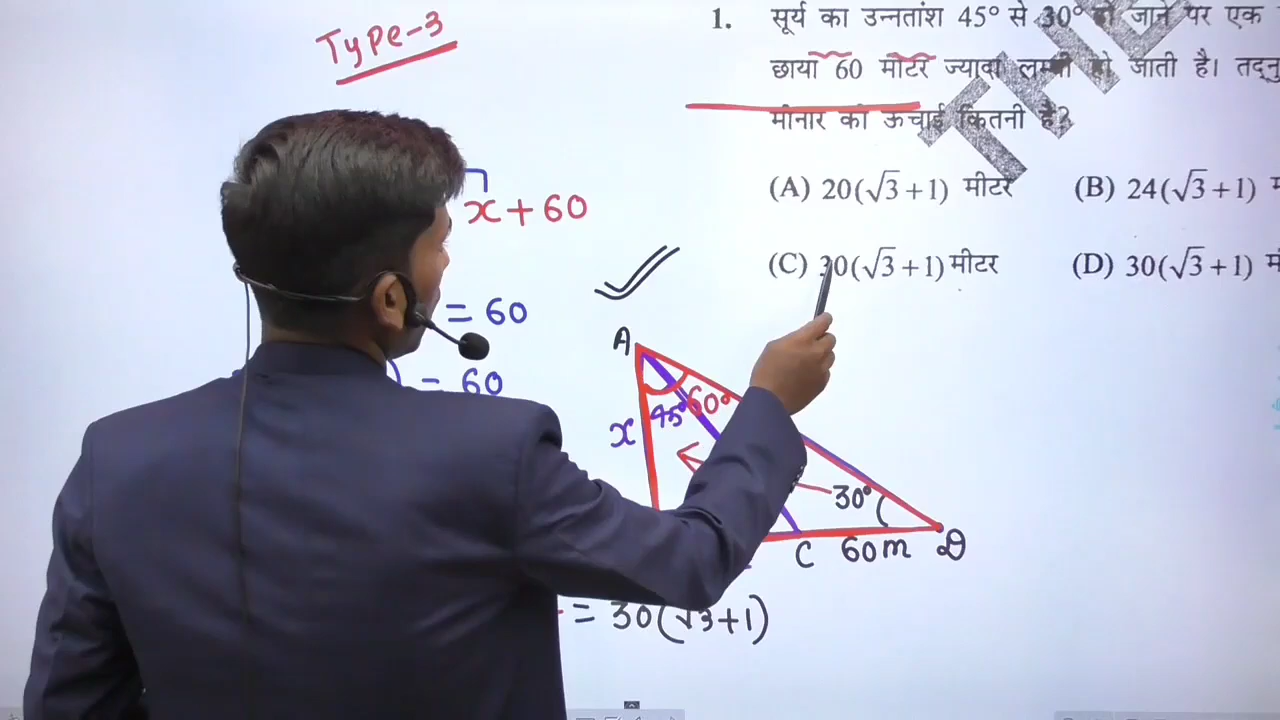 Type-3
1. सूर्य का उन्नतांश 45° से 30° हो जाने पर एक
छाया 60 मीटर ज्यादा लम्बी हो जाती है। तद्नु
मीनार की ऊंचाई कितनी है?
(A) 20(√3+1) मीटर (B) 24(√3+1) म
(C) 30(√3+1) मीटर (D) 30(√3+1) मी
x+60
= 60
) = 60
A
x 45° 60°
30°
C 60m D
= 30(√3+1)